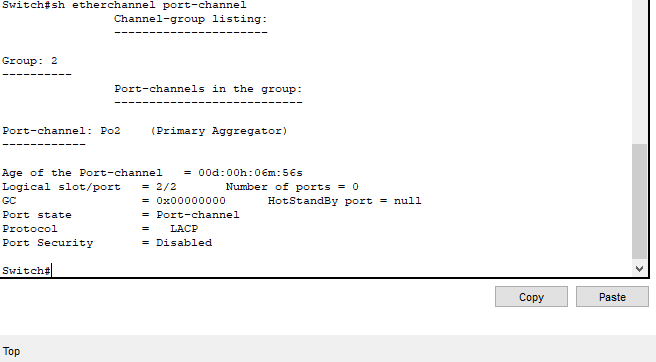 Switch#sh etherchannel port-channel
Channel-group listing:
----------------------
Group: 2
----------
Port-channels in the group:
---------------------------
Port-channel: Po2    (Primary Aggregator)
------------
Age of the Port-channel   = 00d:00h:06m:56s
Logical slot/port   = 2/2       Number of ports = 0
GC                  = 0x00000000      HotStandBy port = null
Port state          = Port-channel
Protocol            =   LACP
Port Security       = Disabled
Switch#
Copy Paste
Top